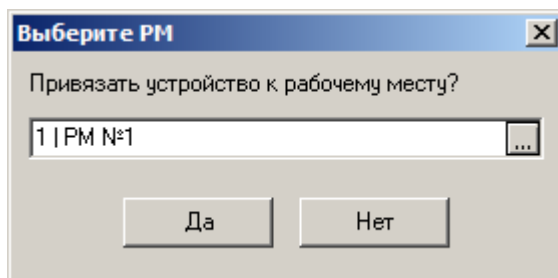 Выберите РМ
Привязать устройство к рабочему месту?
1 | РМ №1
...
Да
Нет